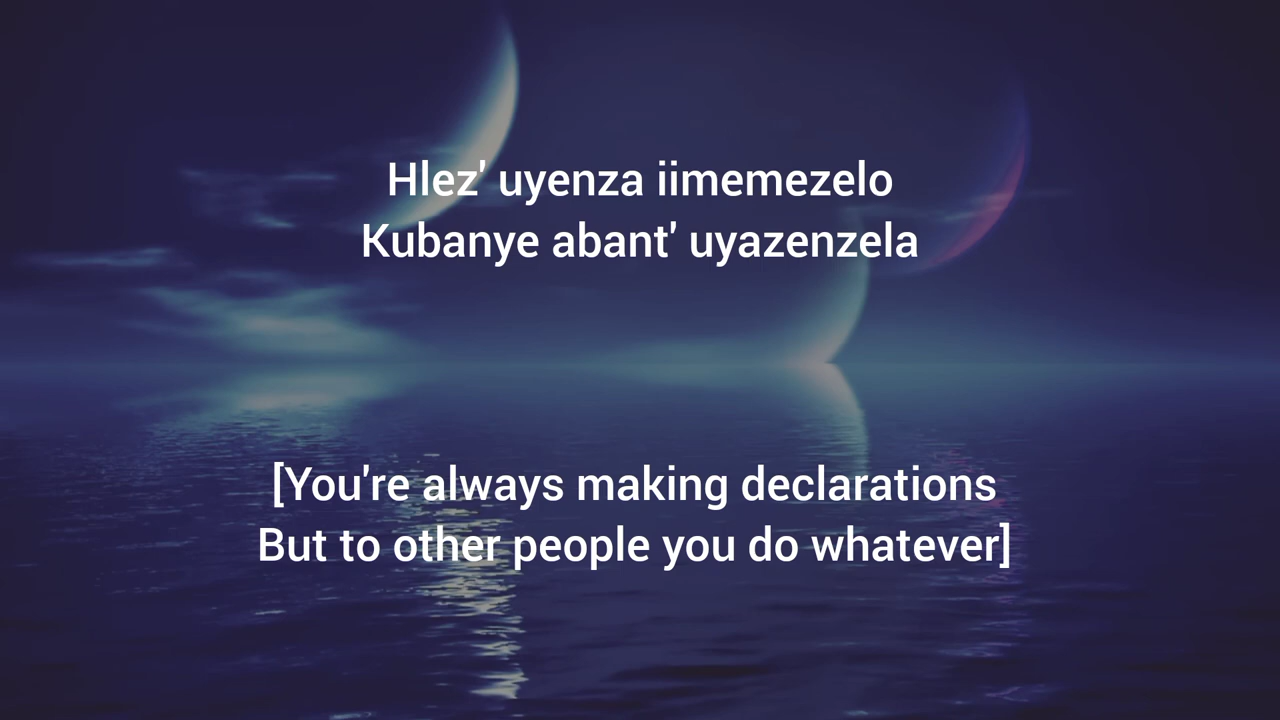 Hlez' uyenza iimemezelo
Kubanye abant' uyazenzela
[You're always making declarations
But to other people you do whatever]